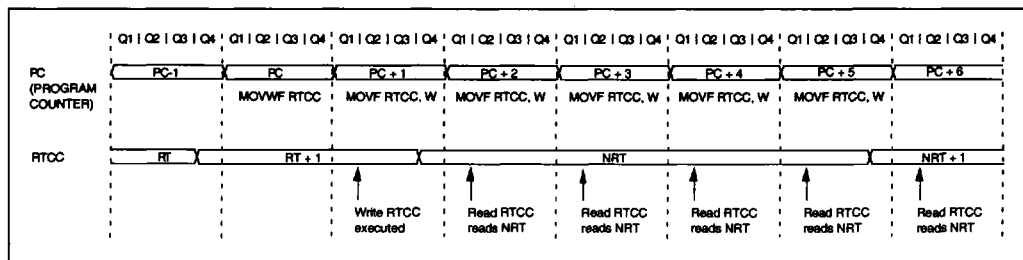 Q1 | Q2 | Q3 | Q4 Q1 | Q2 | Q3 | Q4 Q1 | Q2 | Q3 | Q4 Q1 | Q2 | Q3 | Q4 Q1 | Q2 | Q3 | Q4 Q1 | Q2 | Q3 | Q4 Q1 | Q2 | Q3 | Q4 Q1 | Q2 | Q3 | Q4
PC PC-1 PC PC + 1 PC + 2 PC + 3 PC + 4 PC + 5 PC + 6
(PROGRAM
COUNTER)
MOVWF RTCC MOVF RTCC, W MOVF RTCC, W MOVF RTCC, W MOVF RTCC, W MOVF RTCC, W
RTCC RT RT + 1 NRT NRT + 1
Write RTCC Read RTCC Read RTCC Read RTCC Read RTCC Read RTCC
executed reads NRT reads NRT reads NRT reads NRT reads NRT